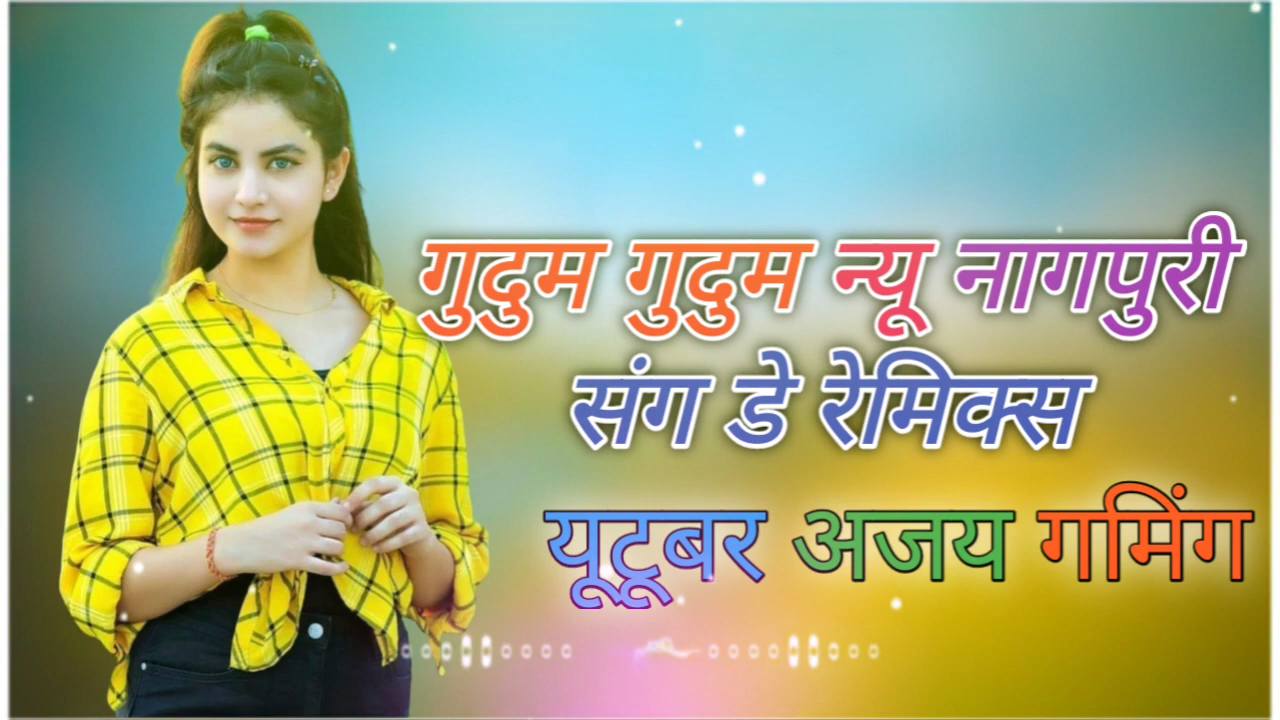 गुदुम गुदुम न्यू नागपुरी
संग डे रेमिक्स
यूटूबर अजय गमिंग